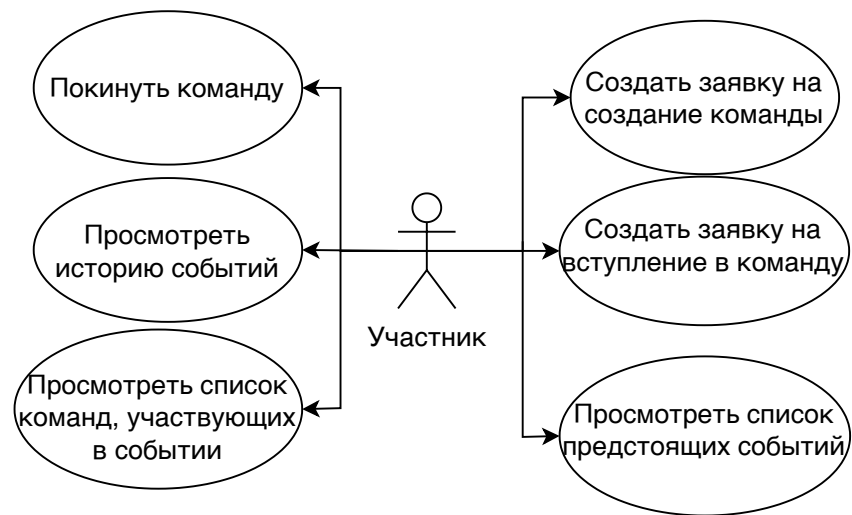 Покинуть команду
Просмотреть
историю событий
Просмотреть список
команд, участвующих
в событии
Участник
Создать заявку на
создание команды
Создать заявку на
вступление в команду
Просмотреть список
предстоящих событий